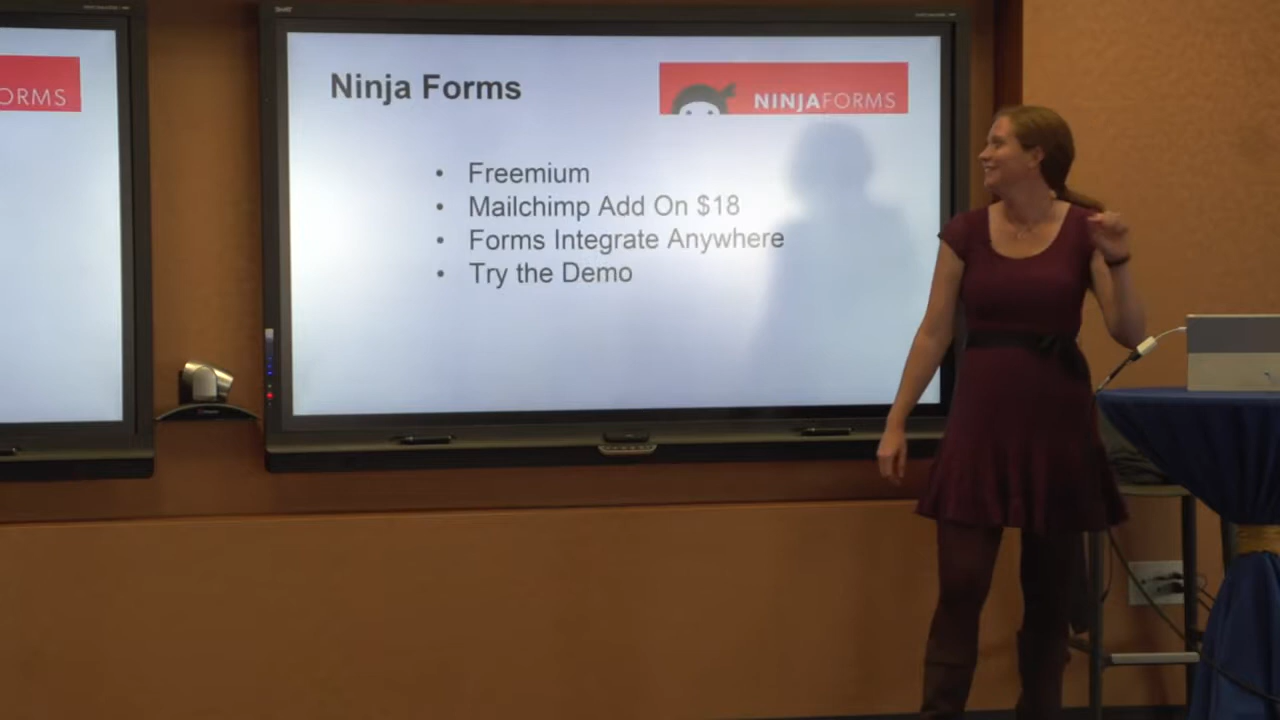 ORMS
Ninja Forms
NINJAFORMS
• Freemium
• Mailchimp Add On $18
• Forms Integrate Anywhere
• Try the Demo